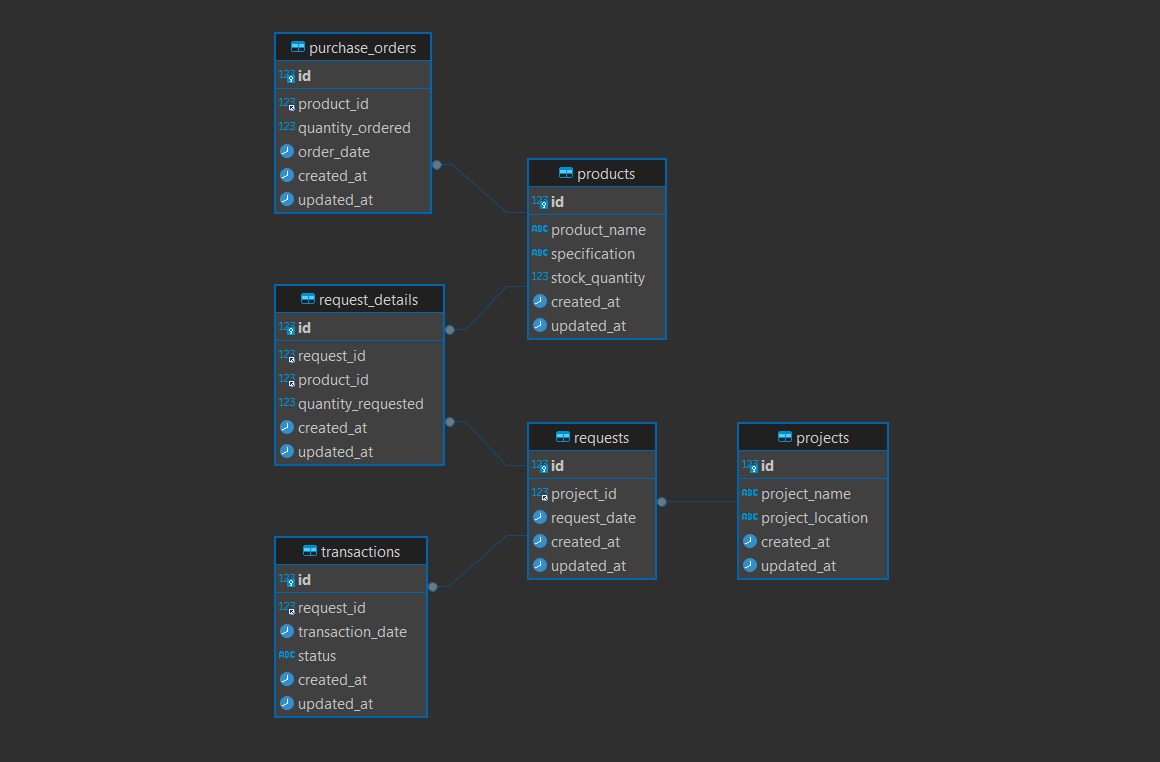 purchase_orders
123 id
123 product_id
123 quantity_ordered
order_date
created_at
updated_at
products
123 id
ABC product_name
ABC specification
123 stock_quantity
created_at
updated_at
request_details
123 id
123 request_id
123 product_id
123 quantity_requested
created_at
updated_at
requests
123 id
123 project_id
request_date
created_at
updated_at
projects
123 id
ABC project_name
ABC project_location
created_at
updated_at
transactions
123 id
123 request_id
transaction_date
ABC status
created_at
updated_at